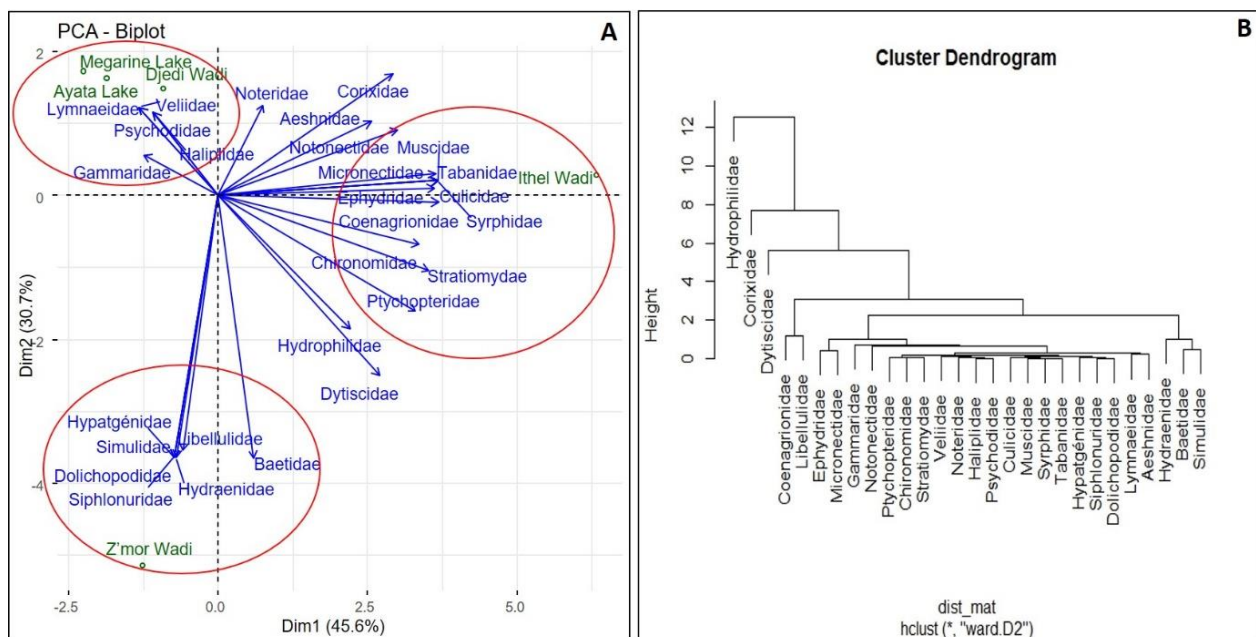 A
PCA - Biplot
2
Megarine Lake
Djedi Wadi
Ayata Lake
Lymnaeidae
Veliidae
Noteridae
Corixidae
Aeshnidae
Psychodidae
Haliplidae
Notonectidae
Muscidae
Gammaridae
Micronectidae
Tabanidae
Ithel Wadi
0
Ephydridae
Culicidae
Coenagrionidae
Syrphidae
Chironomidae
Stratiomydae
Ptychopteridae
Dim2 (30.7%)
-2
Hydrophilidae
Dytiscidae
Hypatgénidae
Simulidae
Libellulidae
Baetidae
Dolichopodidae
-4
Siphlonuridae
Hydraenidae
Z'mor Wadi
-2.5
0.0
2.5
5.0
Dim1 (45.6%)
B
Cluster Dendrogram
Height
12
10
8
6
4
2
0
Hydrophiliidae
Corixidae
Dytiscidae
Coenagrionidae
Libellulidae
Ephydridae
Micronectidae
Gammaridae
Notonectidae
Ptychopteridae
Chironomidae
Stratiomyde
Veliidae
Noteridae
Haliplidae
Psychodidae
Culicidae
Muscidae
Syrphidae
Tabanidae
Hypatgénidae
Siphlonuridae
Dolichopodidae
Lymnaeidae
Aeshnidae
Hydraenidae
Baetidae
Simulidae
dist_mat
hclust (*, "ward.D2")